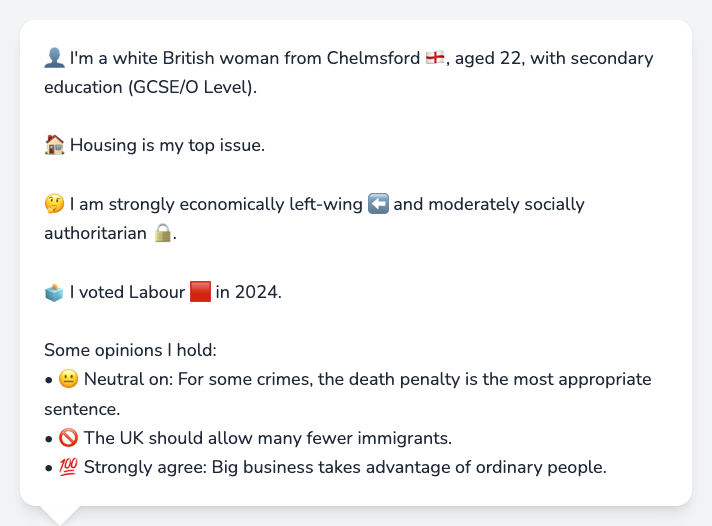 👤 I'm a white British woman from Chelmsford 🏴󠁧󠁢󠁥󠁮󠁧󠁿, aged 22, with secondary
education (GCSE/O Level).
🏠 Housing is my top issue.
🤔 I am strongly economically left-wing ⬅️ and moderately socially
authoritarian 🔒.
🗳️ I voted Labour 🟥 in 2024.
Some opinions I hold:
• 😐 Neutral on: For some crimes, the death penalty is the most appropriate
sentence.
• 🚫 The UK should allow many fewer immigrants.
• 💯 Strongly agree: Big business takes advantage of ordinary people.